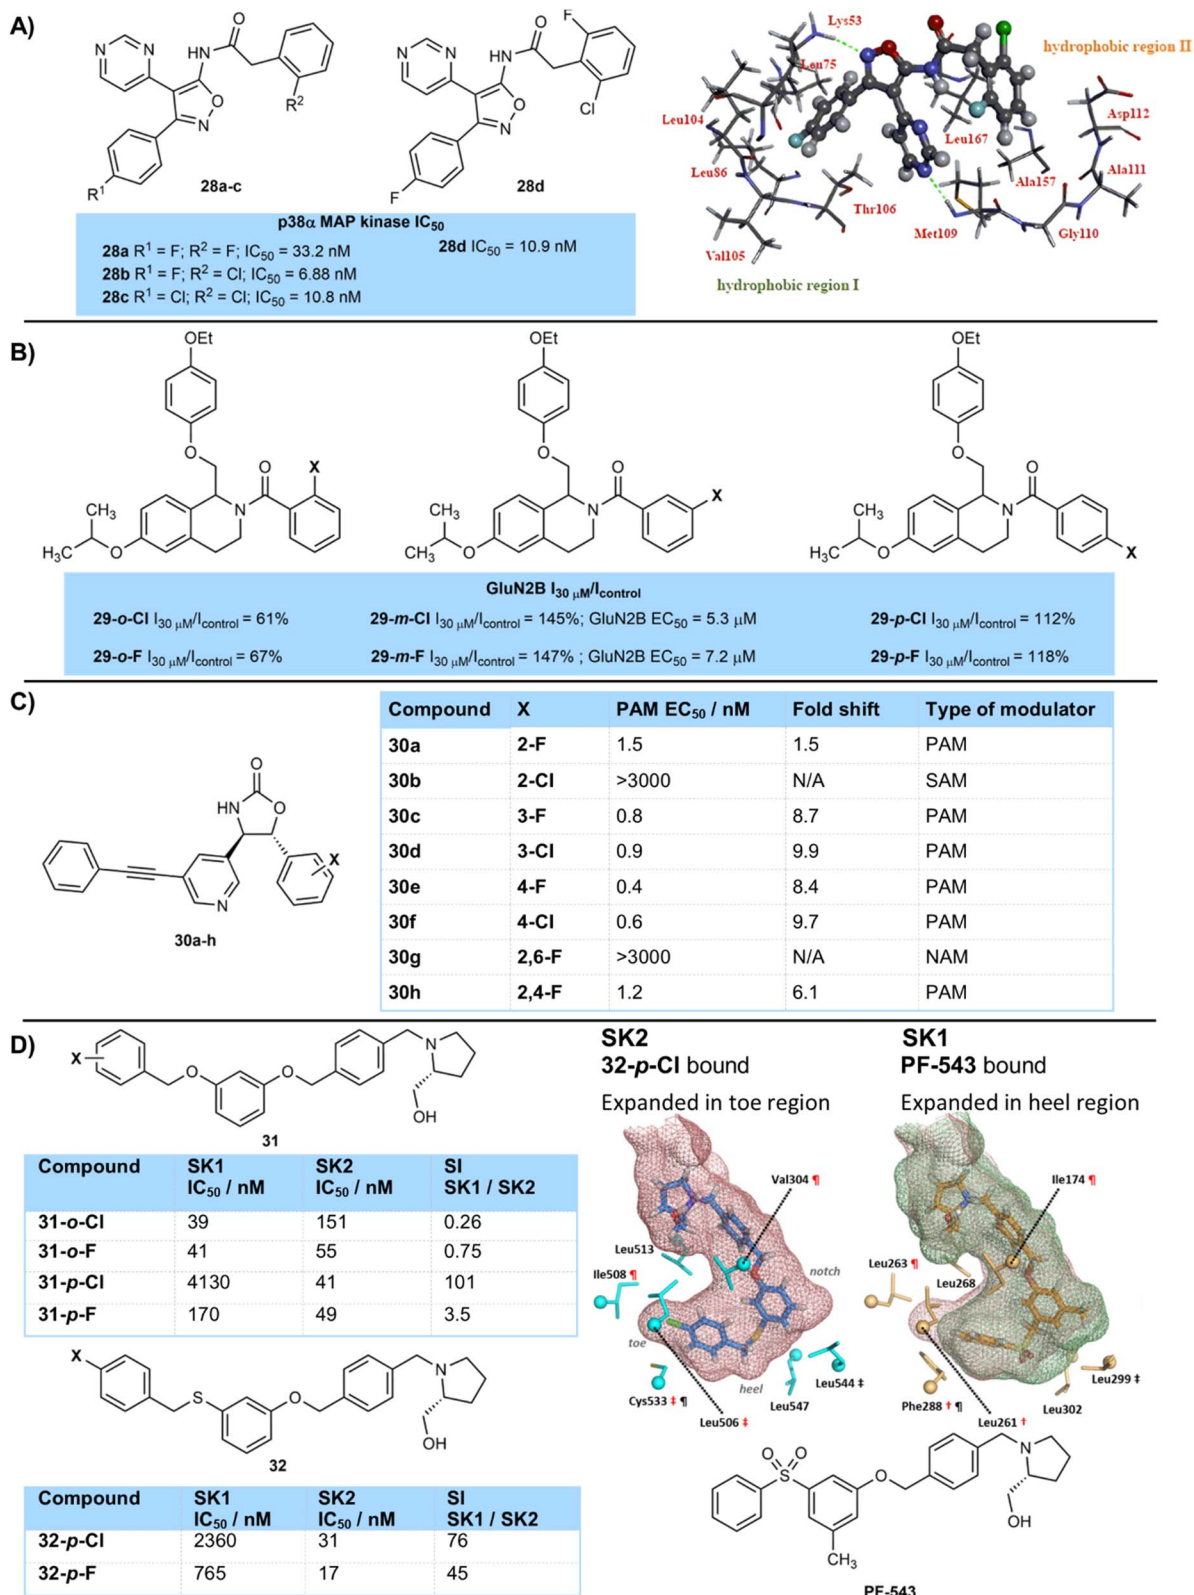 A)
N
N
HN
O
R²
O
N
R¹
28a-c
N
N
HN
O
F
Cl
O
N
F
28d
p38α MAP kinase IC₅₀
28a R¹ = F; R² = F; IC₅₀ = 33.2 nM
28d IC₅₀ = 10.9 nM
28b R¹ = F; R² = Cl; IC₅₀ = 6.88 nM
28c R¹ = Cl; R² = Cl; IC₅₀ = 10.8 nM
Lys53
hydrophobic region II
Leu75
Leu104
Leu167
Asp112
Leu86
Ala157
Ala111
Thr106
Met109
Gly110
Val105
hydrophobic region I
B)
OEt
O
O
X
N
CH₃
H₃C
O
OEt
O
O
X
N
CH₃
H₃C
O
OEt
O
O
N
CH₃
H₃C
O
X
GluN2B I₃₀ μM/Icontrol
29-o-Cl I₃₀ μM/Icontrol = 61%
29-m-Cl I₃₀ μM/Icontrol = 145%; GluN2B EC₅₀ = 5.3 μM
29-p-Cl I₃₀ μM/Icontrol = 112%
29-o-F I₃₀ μM/Icontrol = 67%
29-m-F I₃₀ μM/Icontrol = 147% ; GluN2B EC₅₀ = 7.2 μM
29-p-F I₃₀ μM/Icontrol = 118%
C)
O
HN
O
X
N
30a-h
Compound X PAM EC₅₀ / nM Fold shift Type of modulator
30a 2-F 1.5 1.5 PAM
30b 2-Cl >3000 N/A SAM
30c 3-F 0.8 8.7 PAM
30d 3-Cl 0.9 9.9 PAM
30e 4-F 0.4 8.4 PAM
30f 4-Cl 0.6 9.7 PAM
30g 2,6-F >3000 N/A NAM
30h 2,4-F 1.2 6.1 PAM
D)
X
O
O
N
OH
31
Compound SK1 SK2 SI
IC₅₀ / nM IC₅₀ / nM SK1 / SK2
31-o-Cl 39 151 0.26
31-o-F 41 55 0.75
31-p-Cl 4130 41 101
31-p-F 170 49 3.5
X
S
O
N
OH
32
Compound SK1 SK2 SI
IC₅₀ / nM IC₅₀ / nM SK1 / SK2
32-p-Cl 2360 31 76
32-p-F 765 17 45
SK2
32-p-Cl bound
Expanded in toe region
Val304 ¶
Leu513
Ile508 ¶
notch
toe
heel
Cys533 ‡ ¶
Leu506 ‡
Leu547
Leu544 ‡
SK1
PF-543 bound
Expanded in heel region
Ile174 ¶
Leu263 ¶
Leu268
Phe288 † ¶
Leu261 †
Leu302
Leu299 ‡
O O
S
O
N
OH
CH₃
PF-543